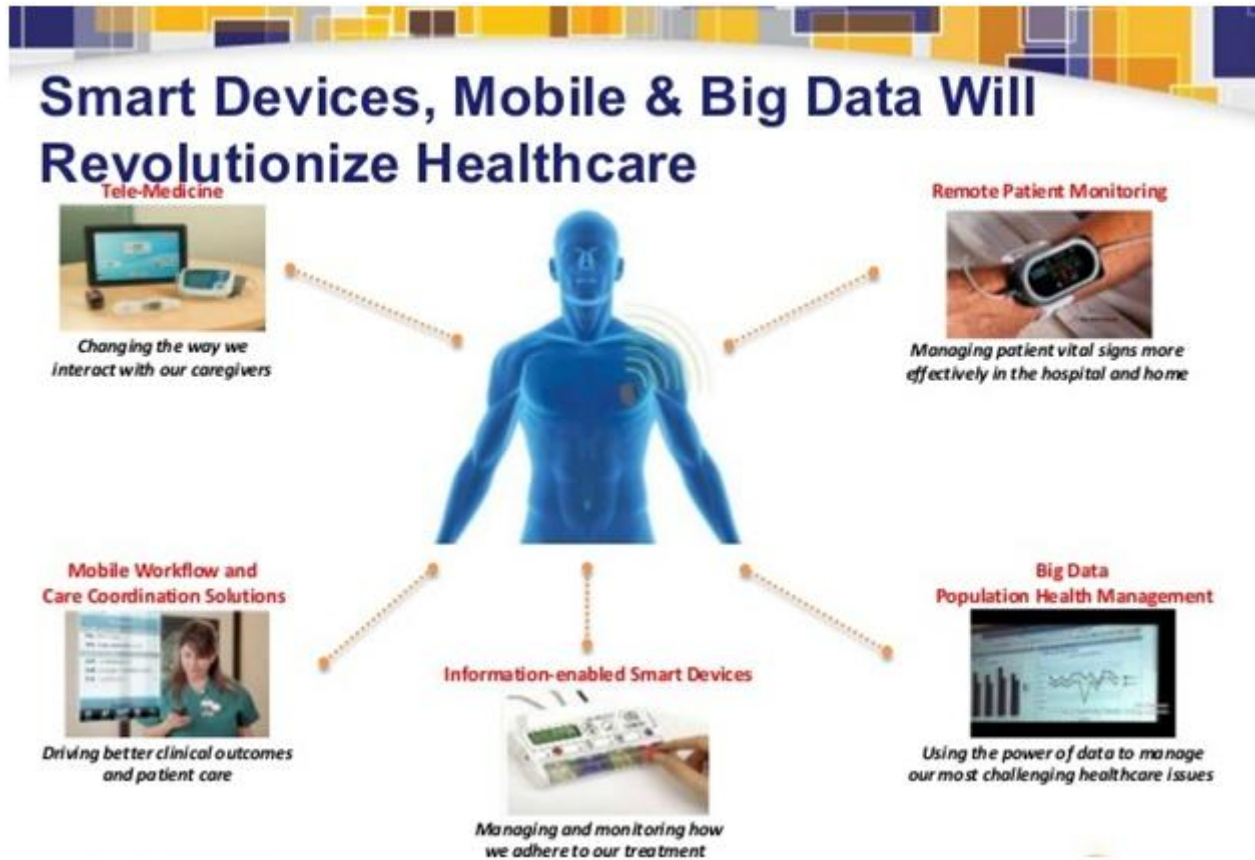 Smart Devices, Mobile & Big Data Will
Revolutionize Healthcare
Tele-Medicine
Changing the way we
interact with our caregivers
Remote Patient Monitoring
Managing patient vital signs more
effectively in the hospital and home
Mobile Workflow and
Care Coordination Solutions
Driving better clinical outcomes
and patient care
Information-enabled Smart Devices
Managing and monitoring how
we adhere to our treatment
Big Data
Population Health Management
Using the power of data to manage
our most challenging healthcare issues